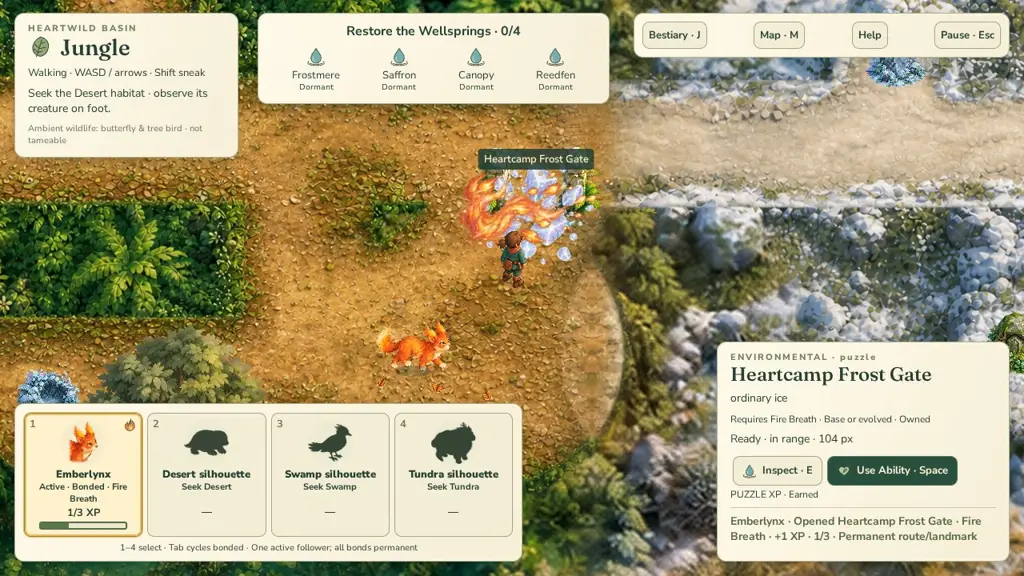 HEARTWILD BASIN
Jungle
Walking · WASD / arrows · Shift sneak
Seek the Desert habitat · observe its
creature on foot.
Ambient wildlife: butterfly & tree bird · not
tameable
Restore the Wellsprings · 0/4
Frostmere
Dormant
Saffron
Dormant
Canopy
Dormant
Reedfen
Dormant
Bestiary · J
Map · M
Help
Pause · Esc
Heartcamp Frost Gate
1
Emberlynx
Active · Bonded · Fire
Breath
1/3 XP
2
Desert silhouette
Seek Desert
—
3
Swamp silhouette
Seek Swamp
—
4
Tundra silhouette
Seek Tundra
—
1–4 select · Tab cycles bonded · One active follower; all bonds permanent
ENVIRONMENTAL · puzzle
Heartcamp Frost Gate
ordinary ice
Requires Fire Breath · Base or evolved · Owned
Ready · in range · 104 px
Inspect · E
Use Ability · Space
PUZZLE XP · Earned
Emberlynx · Opened Heartcamp Frost Gate · Fire
Breath · +1 XP · 1/3 · Permanent route/landmark